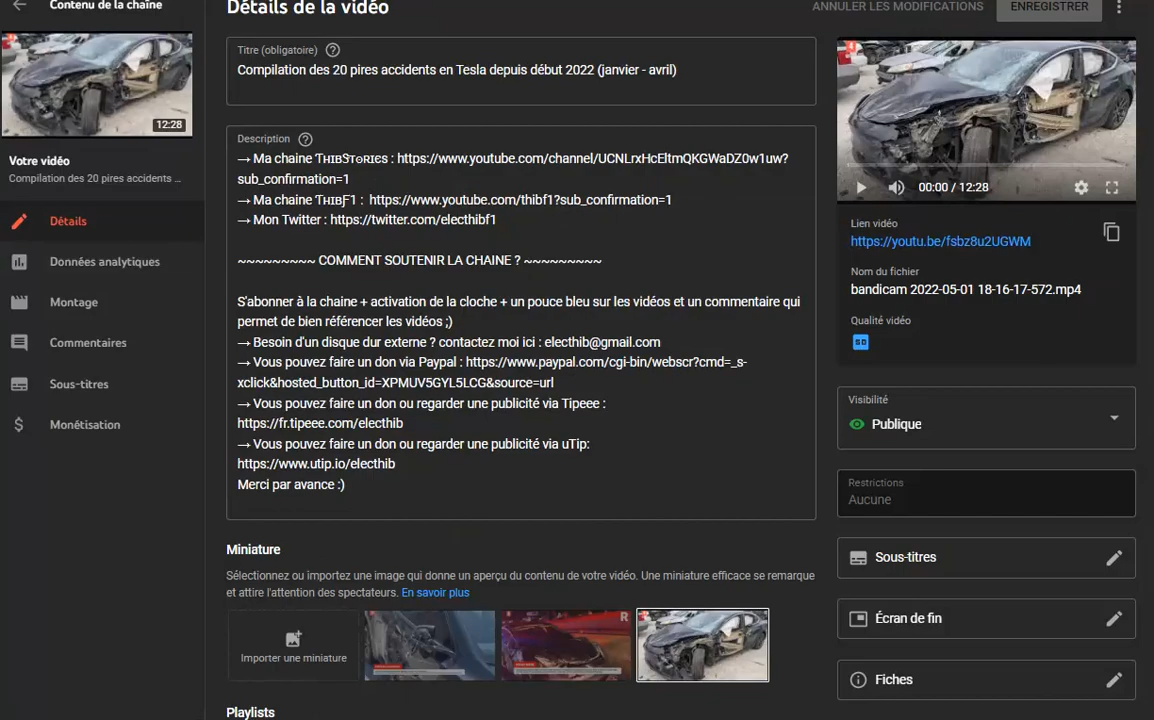 Contenu de la chaîne
Détails de la vidéo
ANNULER LES MODIFICATIONS
ENREGISTRER
12:28
Votre vidéo
Compilation des 20 pires accidents ...
Détails
Données analytiques
Montage
Commentaires
Sous-titres
Monétisation
Titre (obligatoire)
Compilation des 20 pires accidents en Tesla depuis début 2022 (janvier - avril)
Description
→ Ma chaine ƬʜɪʙSᴛᴏʀɪᴇs : https://www.youtube.com/channel/UCNLrxHcEltmQKGWaDZ0w1uw?
sub_confirmation=1
→ Ma chaine ƬʜɪʙƑ1 : https://www.youtube.com/thibf1?sub_confirmation=1
→ Mon Twitter : https://twitter.com/electhibf1
~~~~~~~~~ COMMENT SOUTENIR LA CHAINE ? ~~~~~~~~~
S'abonner à la chaine + activation de la cloche + un pouce bleu sur les vidéos et un commentaire qui
permet de bien référencer les vidéos ;)
→ Besoin d'un disque dur externe ? contactez moi ici : electhib@gmail.com
→ Vous pouvez faire un don via Paypal : https://www.paypal.com/cgi-bin/webscr?cmd=_s-
xclick&hosted_button_id=XPMUV5GYL5LCG&source=url
→ Vous pouvez faire un don ou regarder une publicité via Tipeee :
https://fr.tipeee.com/electhib
→ Vous pouvez faire un don ou regarder une publicité via uTip:
https://www.utip.io/electhib
Merci par avance :)
Miniature
Sélectionnez ou importez une image qui donne un aperçu du contenu de votre vidéo. Une miniature efficace se remarque
et attire l'attention des spectateurs. En savoir plus
Importer une miniature
R
Playlists
4
00:00 / 12:28
Lien vidéo
https://youtu.be/fsbz8u2UGWM
Nom du fichier
bandicam 2022-05-01 18-16-17-572.mp4
Qualité vidéo
SD
Visibilité
Publique
Restrictions
Aucune
Sous-titres
Écran de fin
Fiches